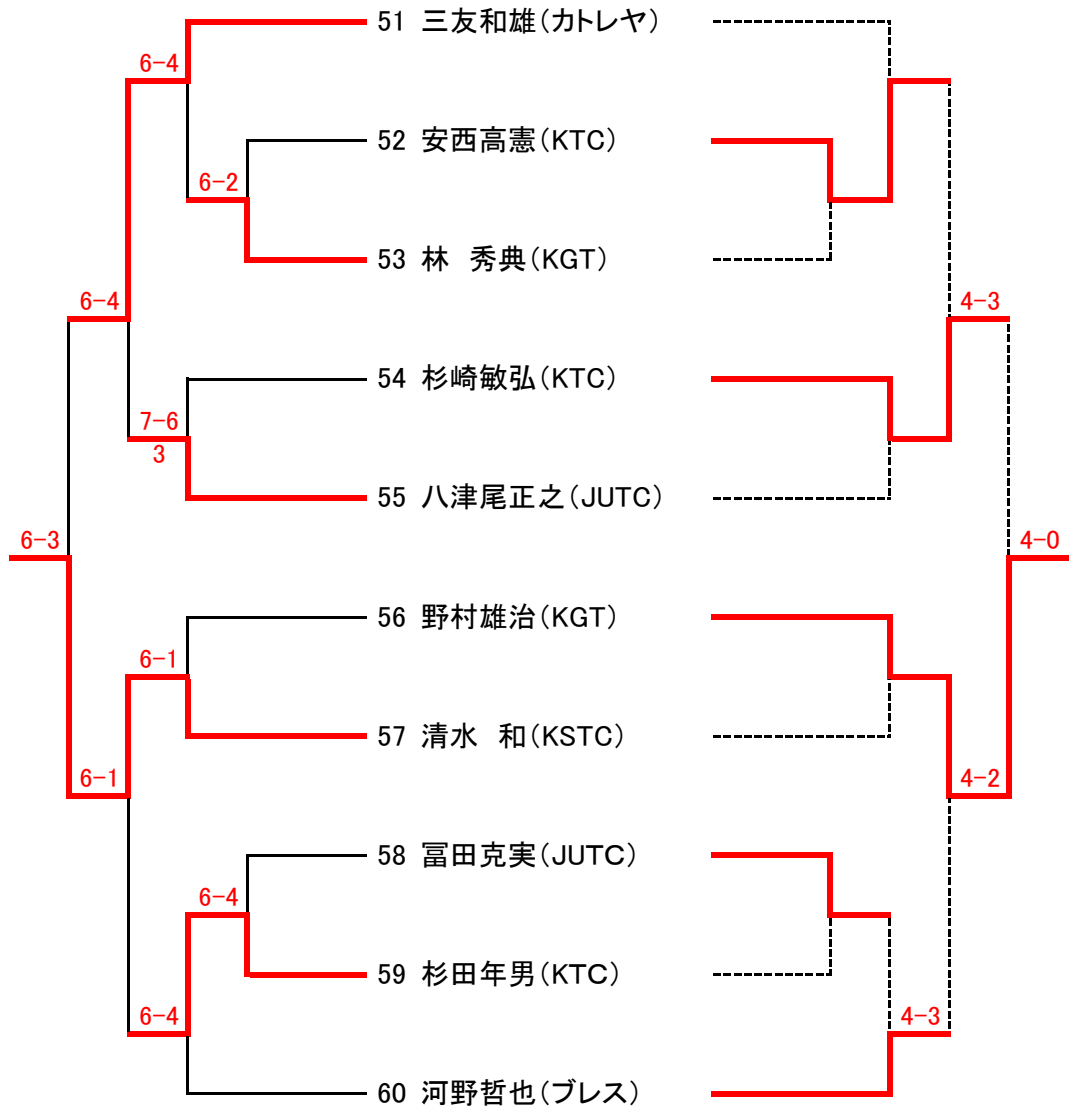 51 三友和雄(カトレヤ)
6-4
52 安西高憲(KTC)
6-2
53 林 秀典(KGT)
6-4
4-3
54 杉崎敏弘(KTC)
7-6
3
55 八津尾正之(JUTC)
6-3
4-0
56 野村雄治(KGT)
6-1
57 清水 和(KSTC)
6-1
4-2
58 冨田克実(JUTC)
6-4
59 杉田年男(KTC)
6-4
4-3
60 河野哲也(ブレス)